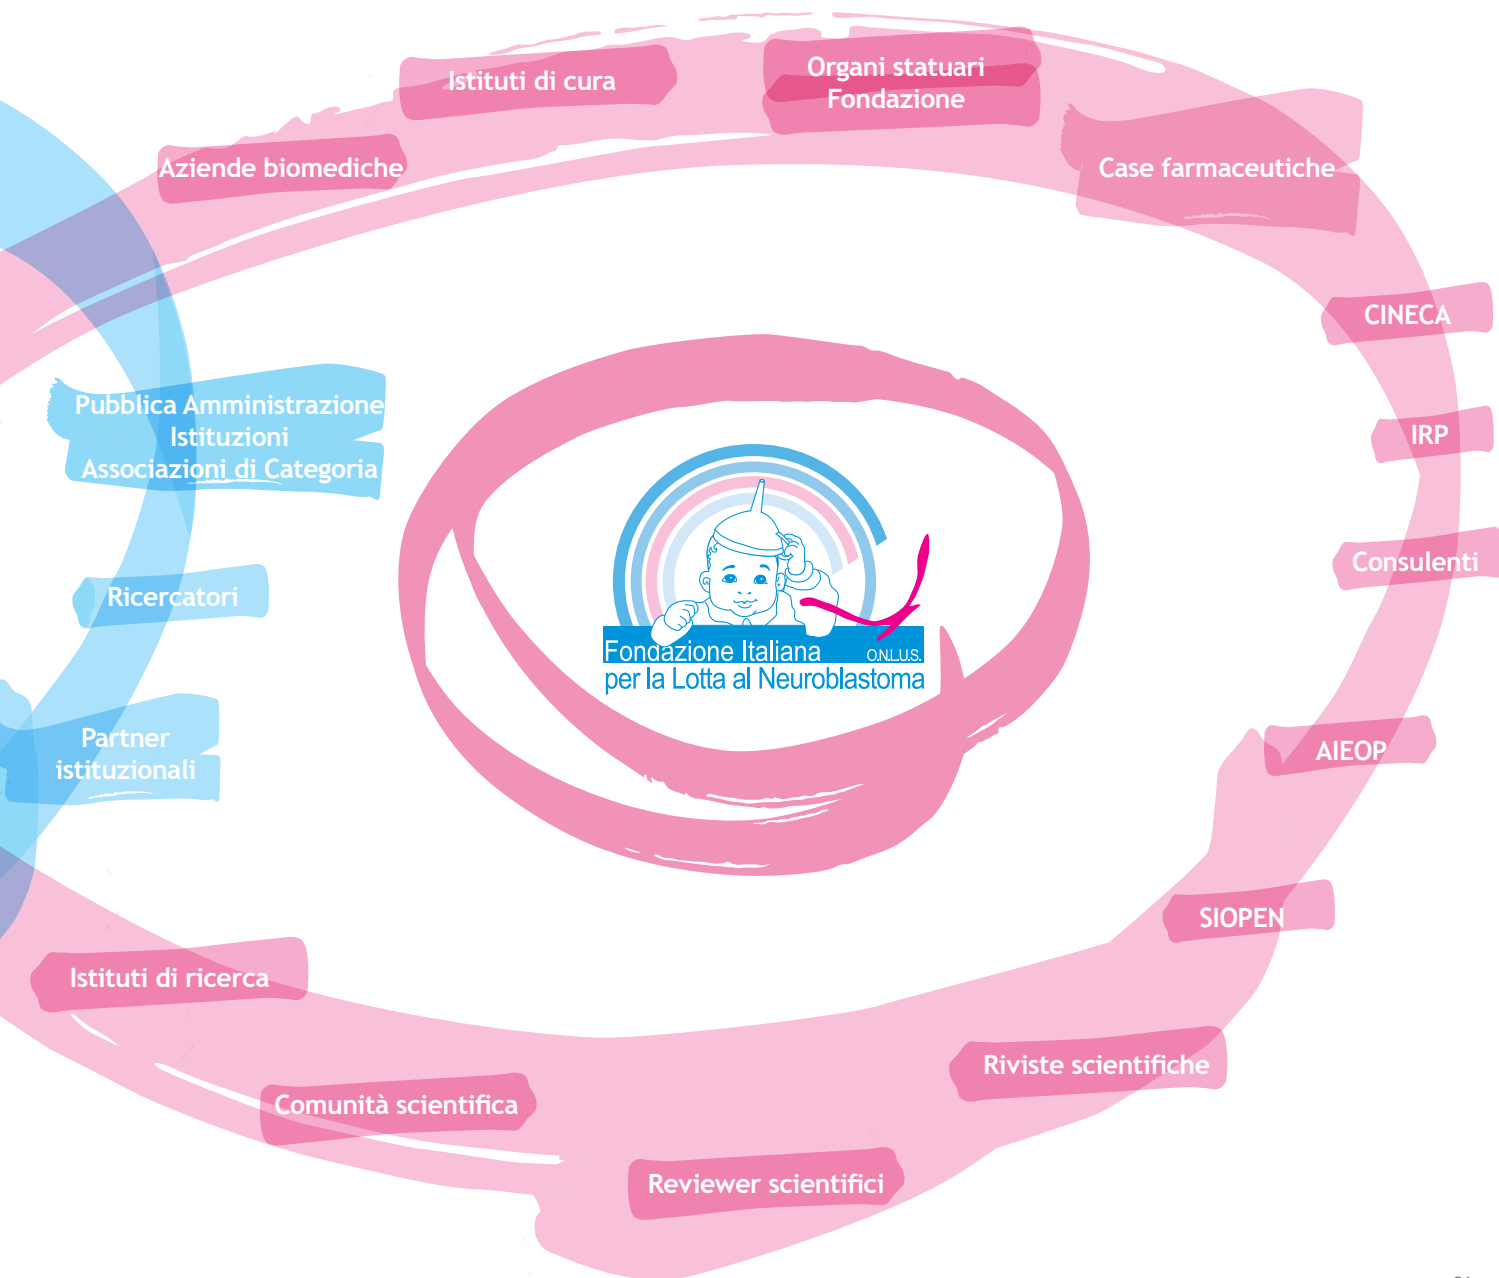 Istituti di cura
Organi statuari
Fondazione
Aziende biomediche
Case farmaceutiche
CINECA
Pubblica Amministrazione
Istituzioni
Associazioni di Categoria
IRP
Consulenti
Ricercatori
Fondazione Italiana O.N.L.U.S.
per la Lotta al Neuroblastoma
Partner
istituzionali
AIEOP
SIOPEN
Istituti di ricerca
Riviste scientifiche
Comunità scientifica
Reviewer scientifici